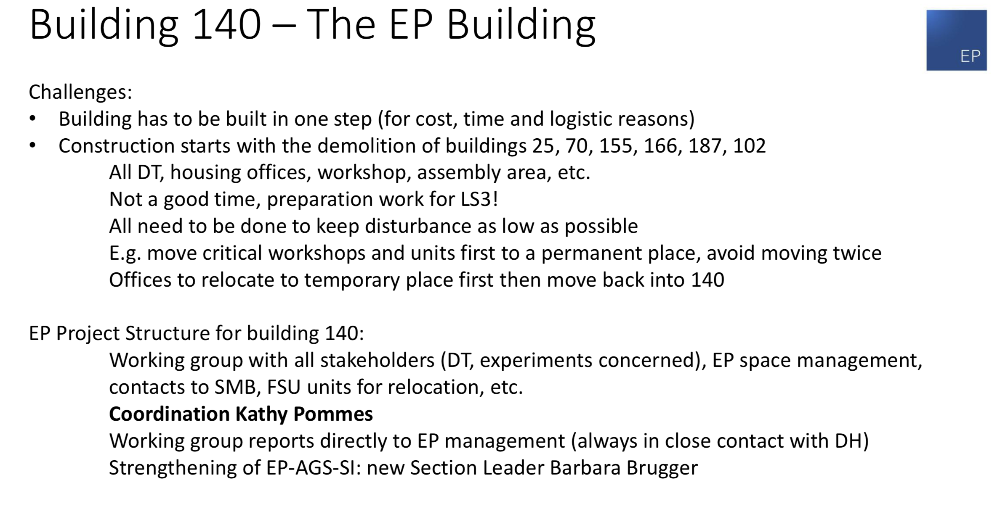 Building 140 – The EP Building
EP
Challenges:
• Building has to be built in one step (for cost, time and logistic reasons)
• Construction starts with the demolition of buildings 25, 70, 155, 166, 187, 102
All DT, housing offices, workshop, assembly area, etc.
Not a good time, preparation work for LS3!
All need to be done to keep disturbance as low as possible
E.g. move critical workshops and units first to a permanent place, avoid moving twice
Offices to relocate to temporary place first then move back into 140
EP Project Structure for building 140:
Working group with all stakeholders (DT, experiments concerned), EP space management,
contacts to SMB, FSU units for relocation, etc.
Coordination Kathy Pommes
Working group reports directly to EP management (always in close contact with DH)
Strengthening of EP-AGS-SI: new Section Leader Barbara Brugger